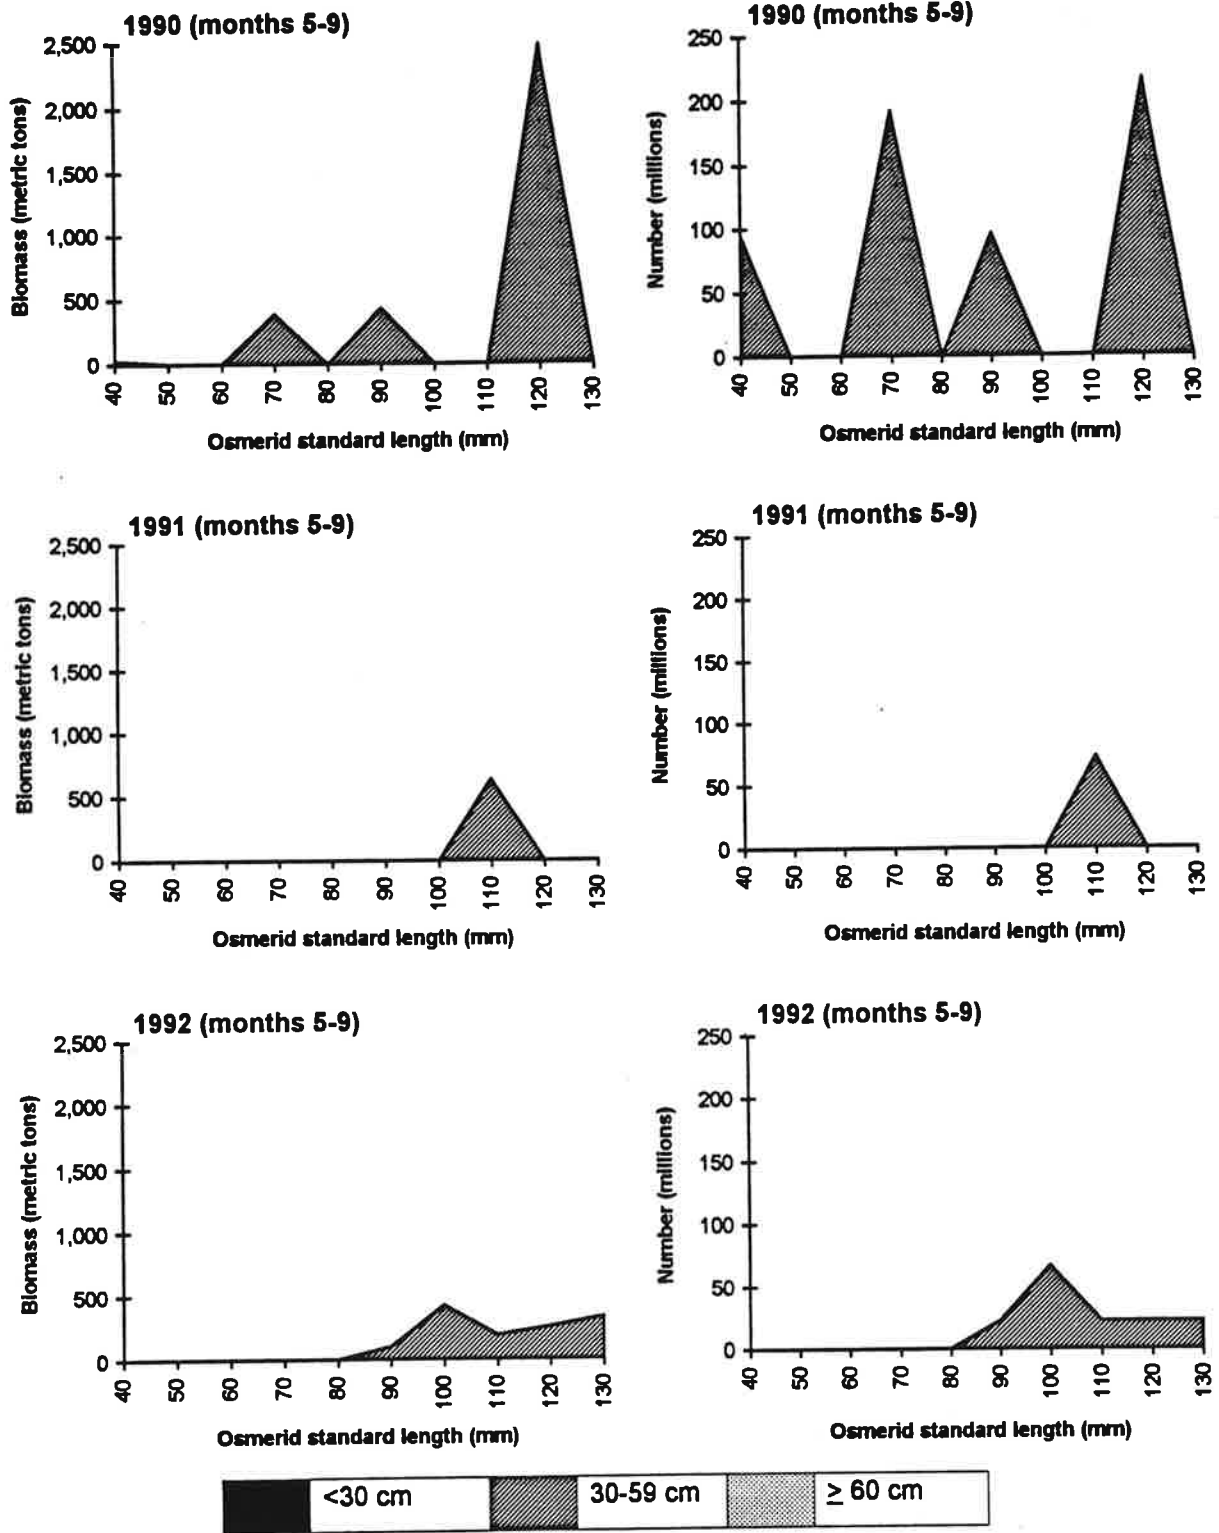 1990 (months 5-9)
Biomass (metric tons)
2,500
2,000
1,500
1,000
500
0
40 50 60 70 80 90 100 110 120 130
Osmerid standard length (mm)
1990 (months 5-9)
Number (millions)
250
200
150
100
50
0
40 50 60 70 80 90 100 110 120 130
Osmerid standard length (mm)
1991 (months 5-9)
Biomass (metric tons)
2,500
2,000
1,500
1,000
500
0
40 50 60 70 80 90 100 110 120 130
Osmerid standard length (mm)
1991 (months 5-9)
Number (millions)
250
200
150
100
50
0
40 50 60 70 80 90 100 110 120 130
Osmerid standard length (mm)
1992 (months 5-9)
Biomass (metric tons)
2,500
2,000
1,500
1,000
500
0
40 50 60 70 80 90 100 110 120 130
Osmerid standard length (mm)
1992 (months 5-9)
Number (millions)
250
200
150
100
50
0
40 50 60 70 80 90 100 110 120 130
Osmerid standard length (mm)
<30 cm 30-59 cm ≥ 60 cm